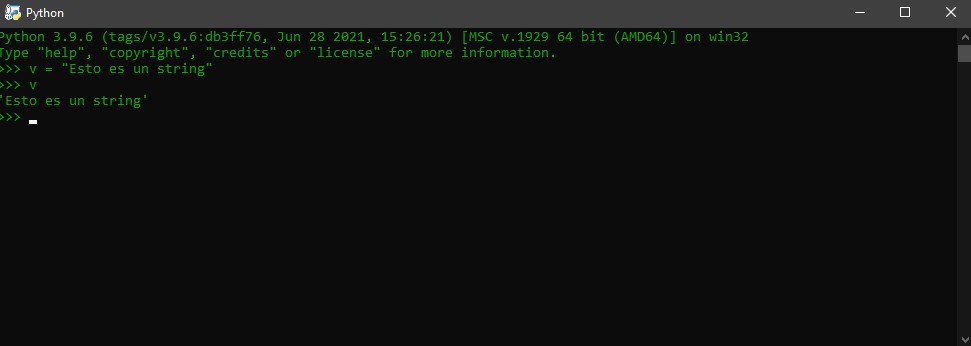 Python
Python 3.9.6 (tags/v3.9.6:db3ff76, Jun 28 2021, 15:26:21) [MSC v.1929 64 bit (AMD64)] on win32
Type "help", "copyright", "credits" or "license" for more information.
>>> v = "Esto es un string"
>>> v
'Esto es un string'
>>>